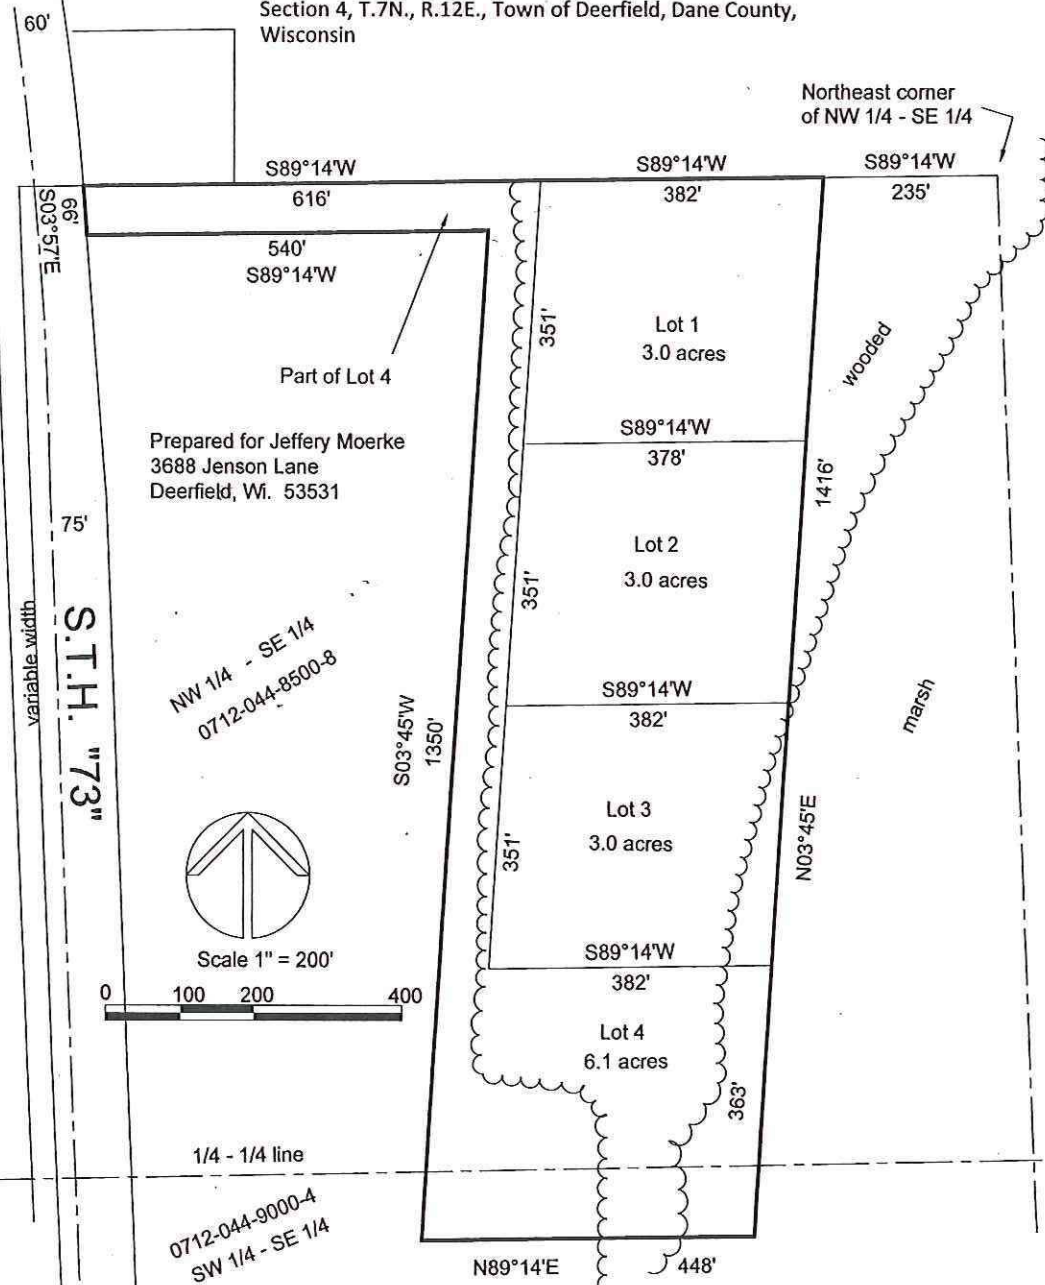 Section 4, T.7N., R.12E., Town of Deerfield, Dane County,
Wisconsin
60'
Northeast corner
of NW 1/4 - SE 1/4
S89°14'W
616'
S89°14'W
382'
S89°14'W
235'
66'
S03°57'E
540'
S89°14'W
Part of Lot 4
351'
Lot 1
3.0 acres
wooded
Prepared for Jeffery Moerke
3688 Jenson Lane
Deerfield, Wi. 53531
S89°14'W
378'
1416'
75'
Lot 2
3.0 acres
351'
variable width
S.T.H. "73"
NW 1/4 - SE 1/4
0712-044-8500-8
S03°45'W
1350'
S89°14'W
382'
marsh
Lot 3
3.0 acres
351'
N03°45'E
Scale 1" = 200'
0 100 200 400
S89°14'W
382'
Lot 4
6.1 acres
363'
1/4 - 1/4 line
0712-044-9000-4
SW 1/4 - SE 1/4
N89°14'E
448'